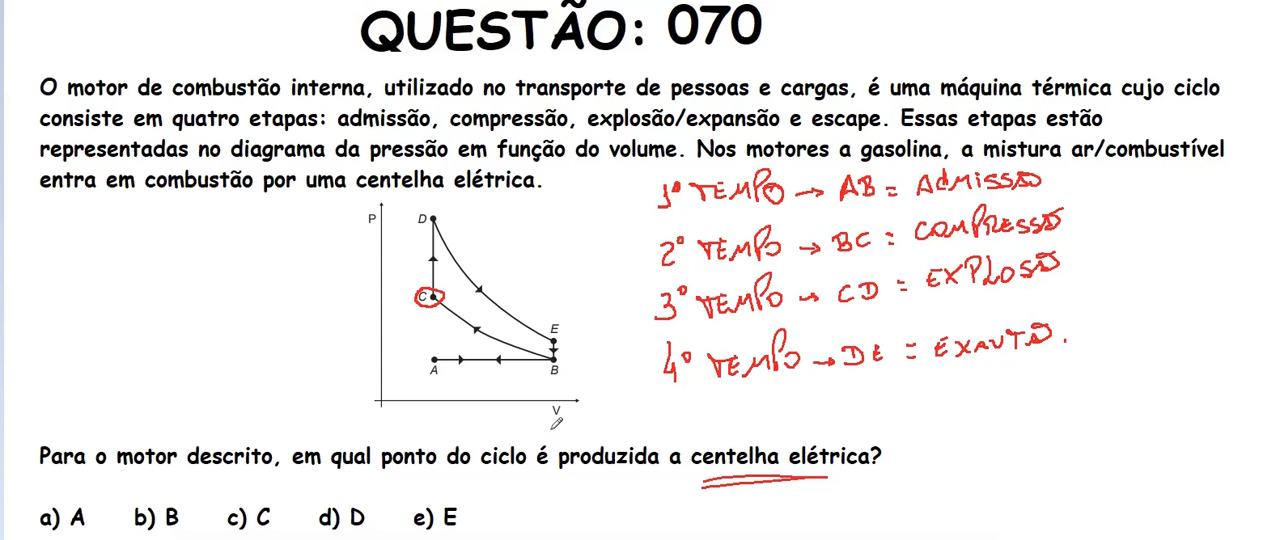 QUESTÃO: 070
O motor de combustão interna, utilizado no transporte de pessoas e cargas, é uma máquina térmica cujo ciclo
consiste em quatro etapas: admissão, compressão, explosão/expansão e escape. Essas etapas estão
representadas no diagrama da pressão em função do volume. Nos motores a gasolina, a mistura ar/combustível
entra em combustão por uma centelha elétrica.
1º TEMPO → AB = ADMISSÃO
2º TEMPO → BC = COMPRESSÃO
3º TEMPO → CD = EXPLOSÃO
4º TEMPO → DE = EXAUTÃO.
P
D
C
E
A
B
V
Para o motor descrito, em qual ponto do ciclo é produzida a centelha elétrica?
a) A b) B c) C d) D e) E